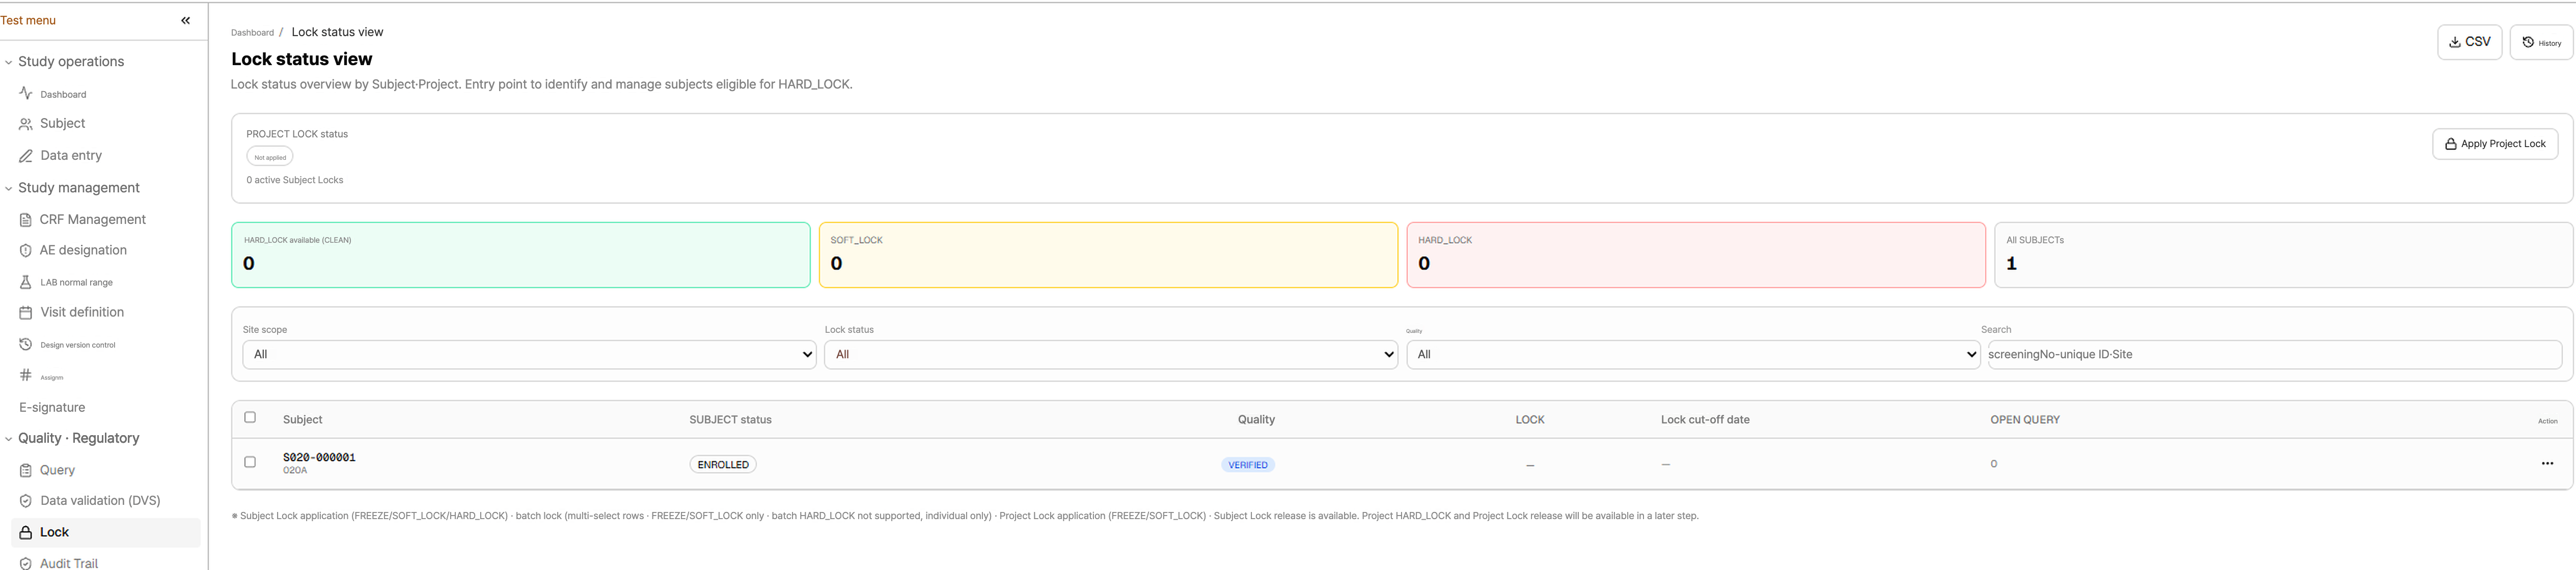 Test menu
Study operations
Dashboard
Subject
Data entry
Study management
CRF Management
AE designation
LAB normal range
Visit definition
Design version control
Assignm
E-signature
Quality · Regulatory
Query
Data validation (DVS)
Lock
Audit Trail
Dashboard / Lock status view
CSV
History
Lock status view
Lock status overview by Subject·Project. Entry point to identify and manage subjects eligible for HARD_LOCK.
PROJECT LOCK status
Not applied
0 active Subject Locks
Apply Project Lock
HARD_LOCK available (CLEAN)
0
SOFT_LOCK
0
HARD_LOCK
0
All SUBJECTs
1
Site scope
All
Lock status
All
Quality
All
Search
screeningNo-unique ID·Site
Subject SUBJECT status Quality LOCK Lock cut-off date OPEN QUERY Action
S020-000001 ENROLLED VERIFIED — — 0
020A
※ Subject Lock application (FREEZE/SOFT_LOCK/HARD_LOCK) · batch lock (multi-select rows · FREEZE/SOFT_LOCK only · batch HARD_LOCK not supported, individual only) · Project Lock application (FREEZE/SOFT_LOCK) · Subject Lock release is available. Project HARD_LOCK and Project Lock release will be available in a later step.